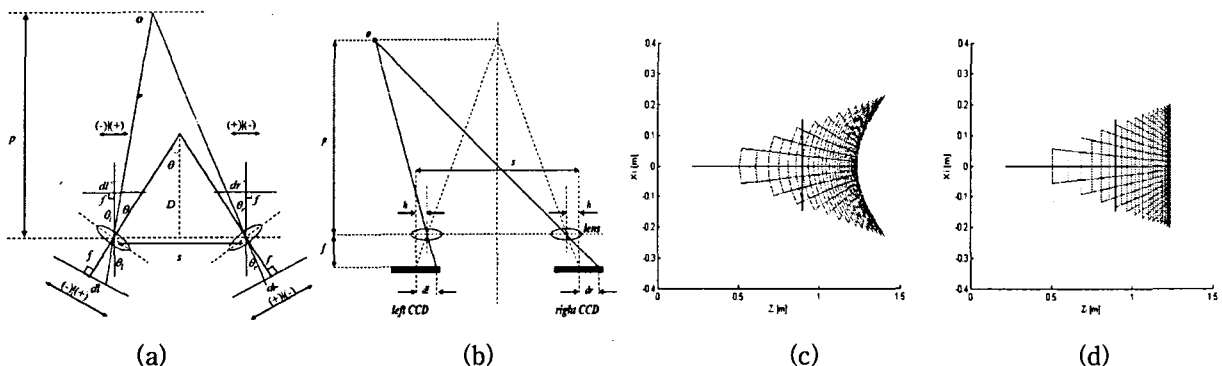 o
p
(-)|(+)
(+)|(-)
θ
dl
dr
f
f
D
s
f
f
dl
dr
(-)|(+)
(+)|(-)
(a)
o
p
s
h
h
lens
f
dl
dr
left CCD
right CCD
(b)
0.4
0.3
0.2
0.1
0
-0.1
-0.2
-0.3
-0.4
0
0.5
1
1.5
Z [m]
(c)
0.4
0.3
0.2
0.1
0
-0.1
-0.2
-0.3
-0.4
0
0.5
1
1.5
Z [m]
(d)